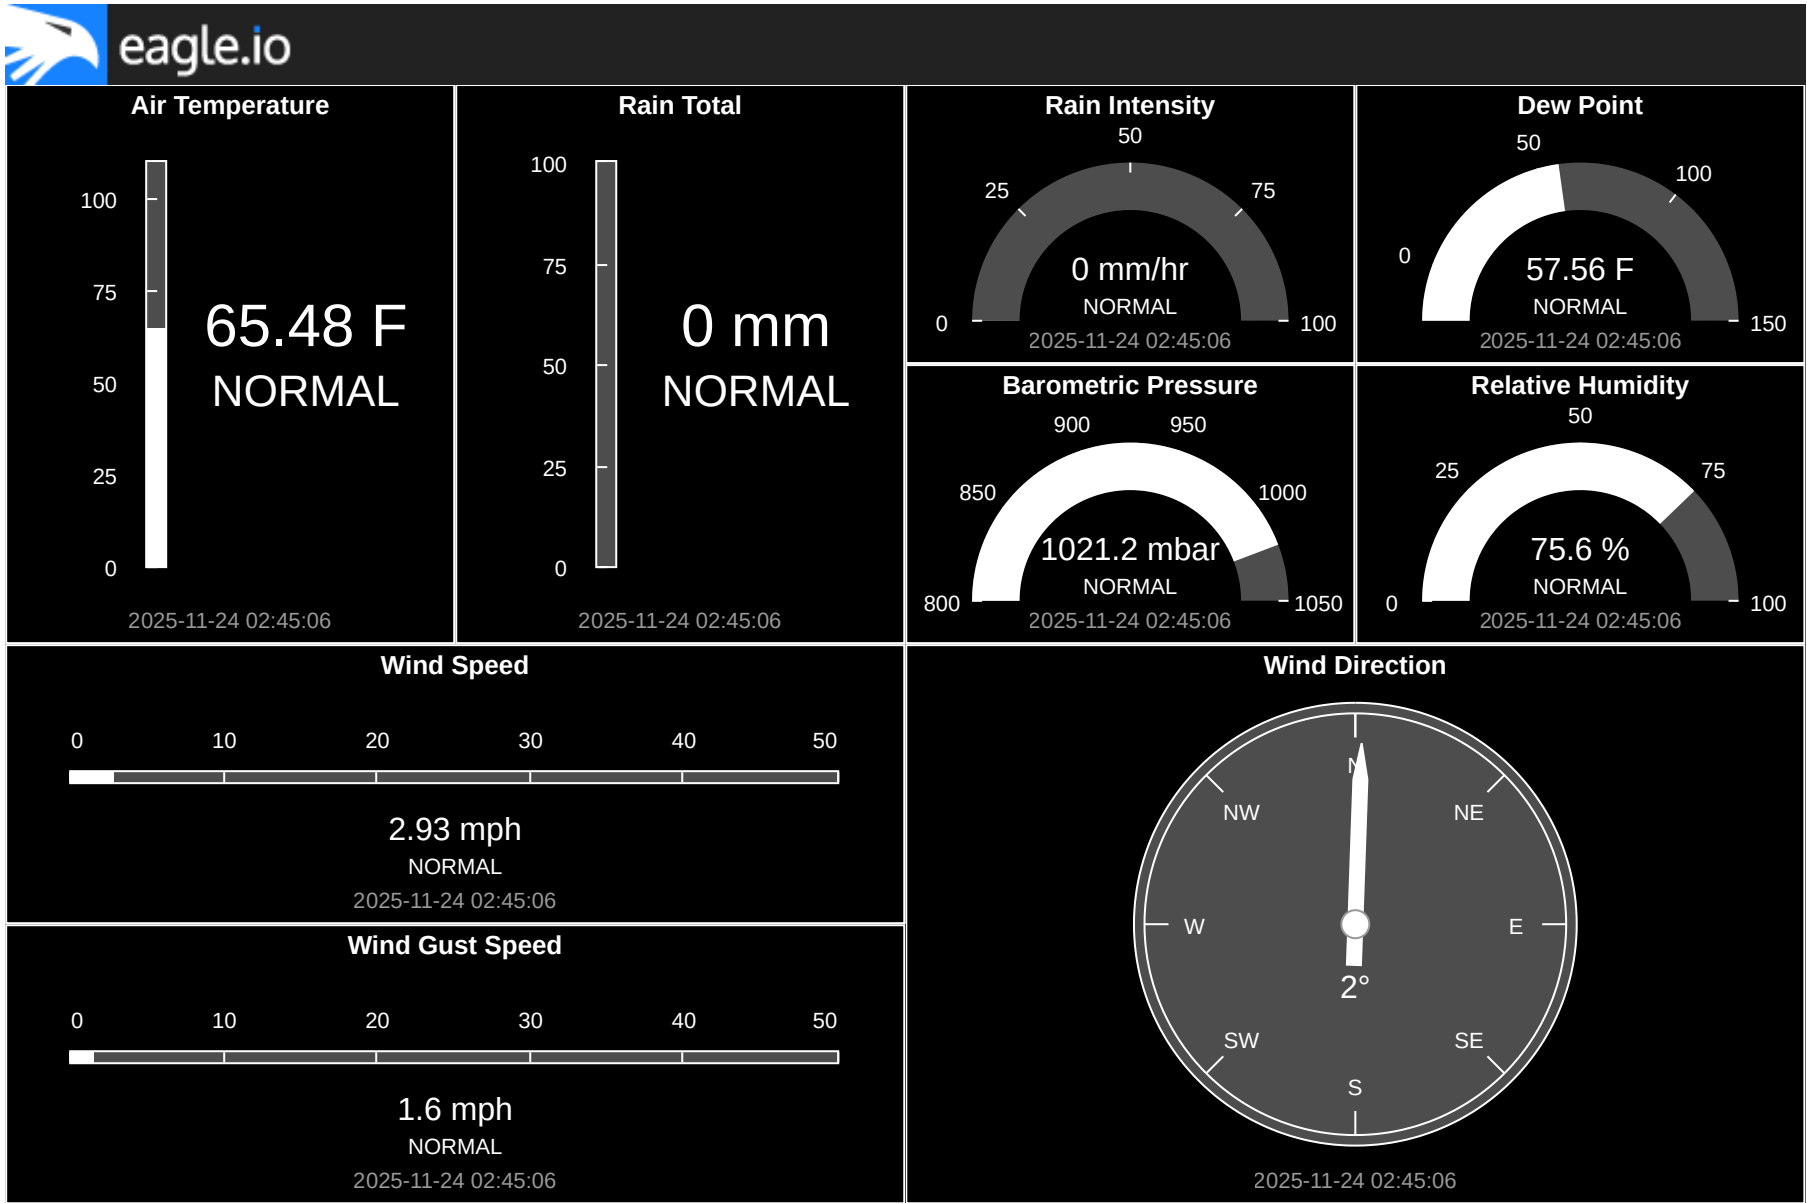 eagle.io
Air Temperature
100
75
50
25
0
65.48 F
NORMAL
2025-11-24 02:45:06
Rain Total
100
75
50
25
0
0 mm
NORMAL
2025-11-24 02:45:06
Rain Intensity
0
25
50
75
100
0 mm/hr
NORMAL
2025-11-24 02:45:06
Dew Point
0
50
100
150
57.56 F
NORMAL
2025-11-24 02:45:06
Barometric Pressure
800
850
900
950
1000
1050
1021.2 mbar
NORMAL
2025-11-24 02:45:06
Relative Humidity
0
25
50
75
100
75.6 %
NORMAL
2025-11-24 02:45:06
Wind Speed
0 10 20 30 40 50
2.93 mph
NORMAL
2025-11-24 02:45:06
Wind Gust Speed
0 10 20 30 40 50
1.6 mph
NORMAL
2025-11-24 02:45:06
Wind Direction
N
NW NE
W E
2°
SW SE
S
2025-11-24 02:45:06